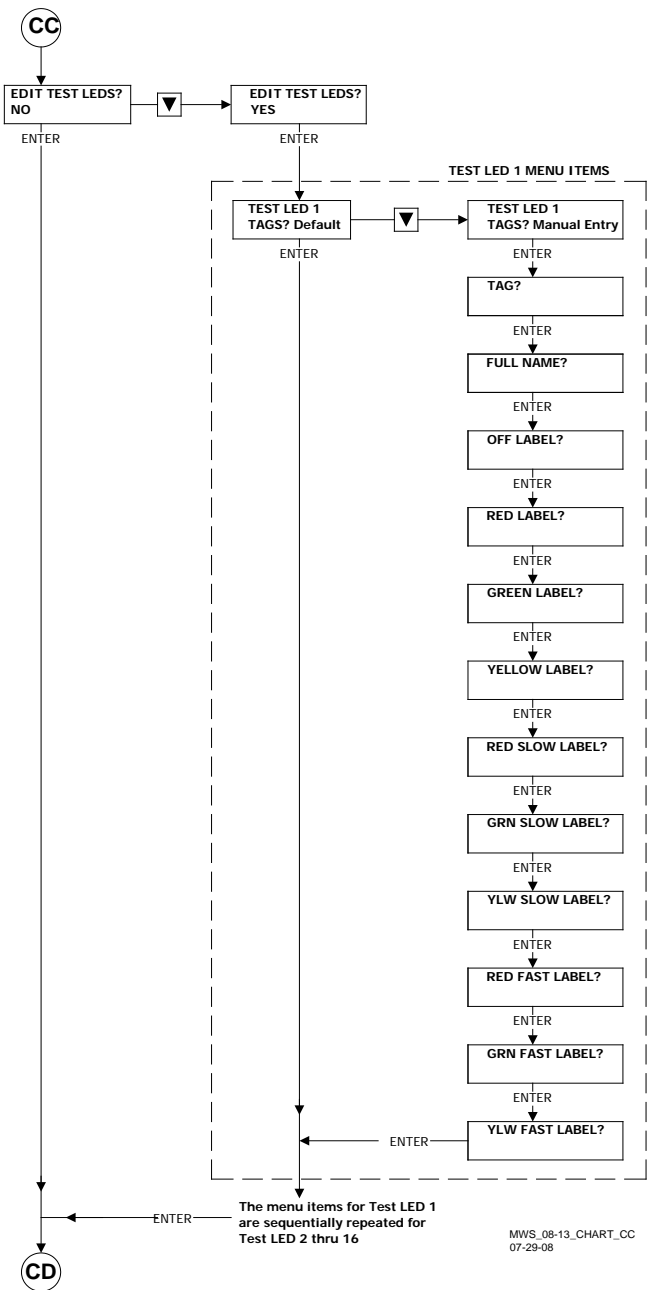 CC
EDIT TEST LEDS?
NO
EDIT TEST LEDS?
YES
ENTER
ENTER
TEST LED 1 MENU ITEMS
TEST LED 1
TAGS? Default
TEST LED 1
TAGS? Manual Entry
ENTER
ENTER
TAG?
ENTER
FULL NAME?
ENTER
OFF LABEL?
ENTER
RED LABEL?
ENTER
GREEN LABEL?
ENTER
YELLOW LABEL?
ENTER
RED SLOW LABEL?
ENTER
GRN SLOW LABEL?
ENTER
YLW SLOW LABEL?
ENTER
RED FAST LABEL?
ENTER
GRN FAST LABEL?
ENTER
YLW FAST LABEL?
ENTER
The menu items for Test LED 1
are sequentially repeated for
Test LED 2 thru 16
ENTER
MWS_08-13_CHART_CC
07-29-08
CD